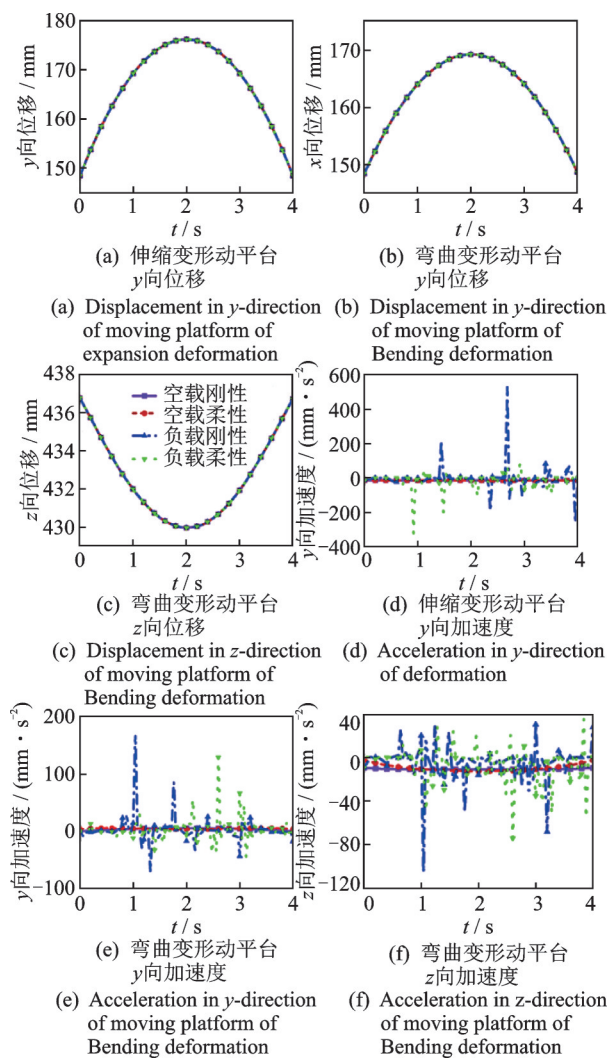 180
170
160
150
y向位移 / mm
0 1 2 3 4
t / s
(a) 伸缩变形动平台
y向位移
(a) Displacement in y-direction
of moving platform of
expansion deformation
170
160
150
x向位移 / mm
0 1 2 3 4
t / s
(b) 弯曲变形动平台
y向位移
(b) Displacement in y-direction
of moving platform of
Bending deformation
438
436
434
432
430
z向位移 / mm
空载刚性
空载柔性
负载刚性
负载柔性
0 1 2 3 4
t / s
(c) 弯曲变形动平台
z向位移
(c) Displacement in z-direction
of moving platform of
Bending deformation
600
400
200
0
−200
−400
y向加速度 / (mm·s⁻²)
0 1 2 3 4
t / s
(d) 伸缩变形动平台
y向加速度
(d) Acceleration in y-direction
of deformation
200
100
0
−100
y向加速度 / (mm·s⁻²)
0 1 2 3 4
t / s
(e) 弯曲变形动平台
y向加速度
(e) Acceleration in y-direction
of moving platform of
Bending deformation
40
0
−40
−80
−120
z向加速度 / (mm·s⁻²)
0 1 2 3 4
t / s
(f) 弯曲变形动平台
z向加速度
(f) Acceleration in z-direction
of moving platform of
Bending deformation